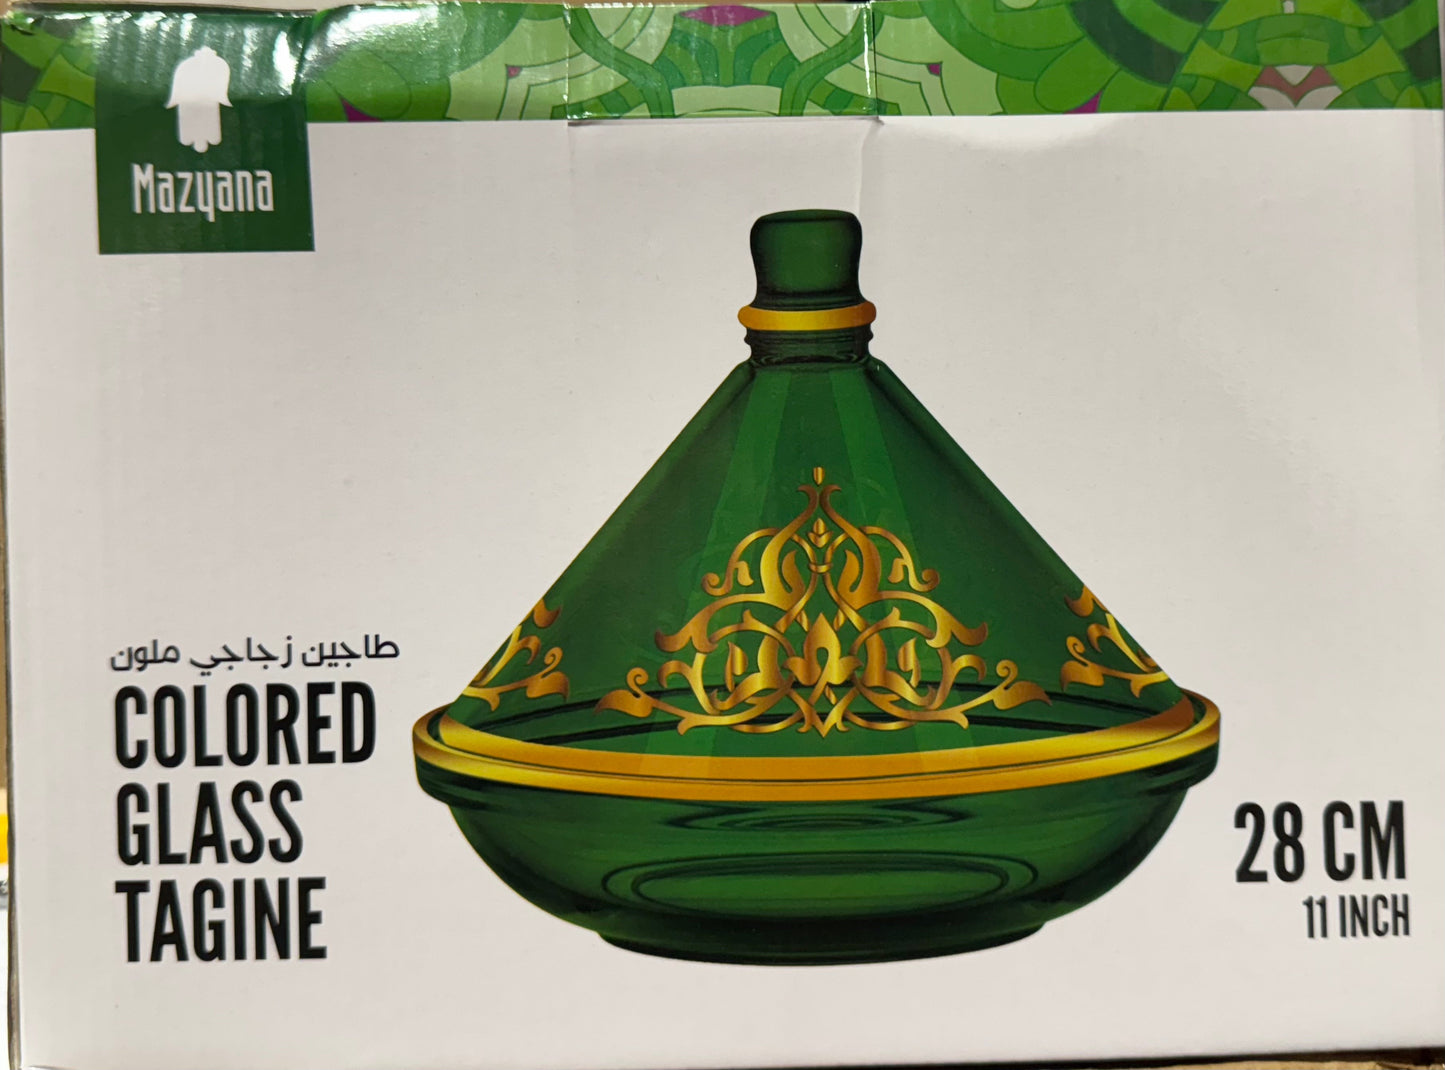 Mazyana
طاجين زجاجي ملون
COLORED
GLASS
TAGINE
28 CM
11 INCH